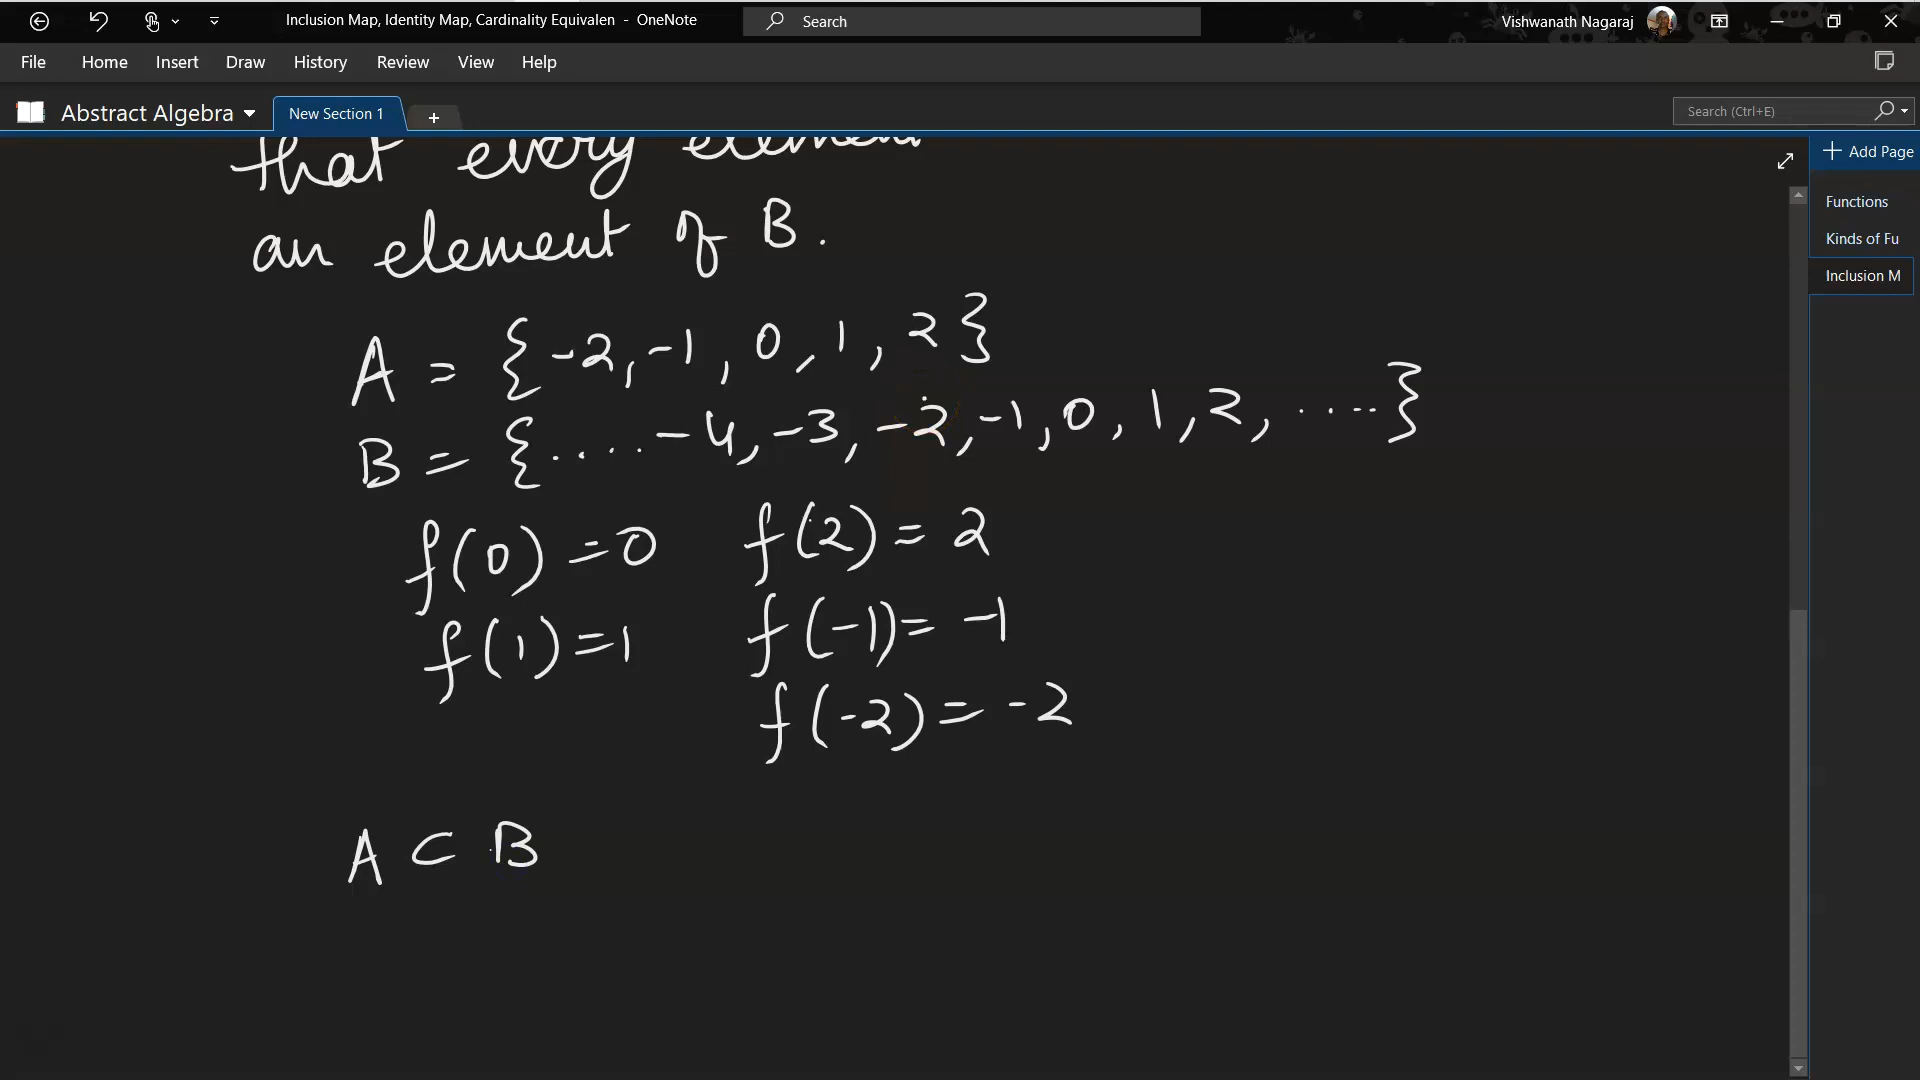 Inclusion Map, Identity Map, Cardinality Equivalen - OneNote
Search
Vishwanath Nagaraj
File Home Insert Draw History Review View Help
Abstract Algebra
New Section 1
+
Search (Ctrl+E)
+ Add Page
Functions
Kinds of Fu
Inclusion M
that every element
an element of B.
A = {-2, -1, 0, 1, 2}
B = {.... -4, -3, -2, -1, 0, 1, 2, ....}
f(0) = 0 f(2) = 2
f(1) = 1 f(-1) = -1
f(-2) = -2
A ⊂ B